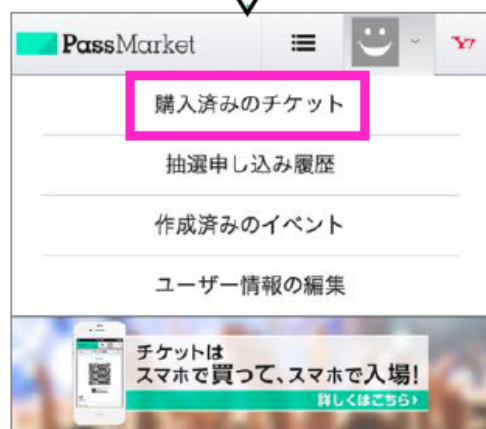 PassMarket
Y!
購入済みのチケット
抽選申し込み履歴
作成済みのイベント
ユーザー情報の編集
チケットは
スマホで買って、スマホで入場!
詳しくはこちら›